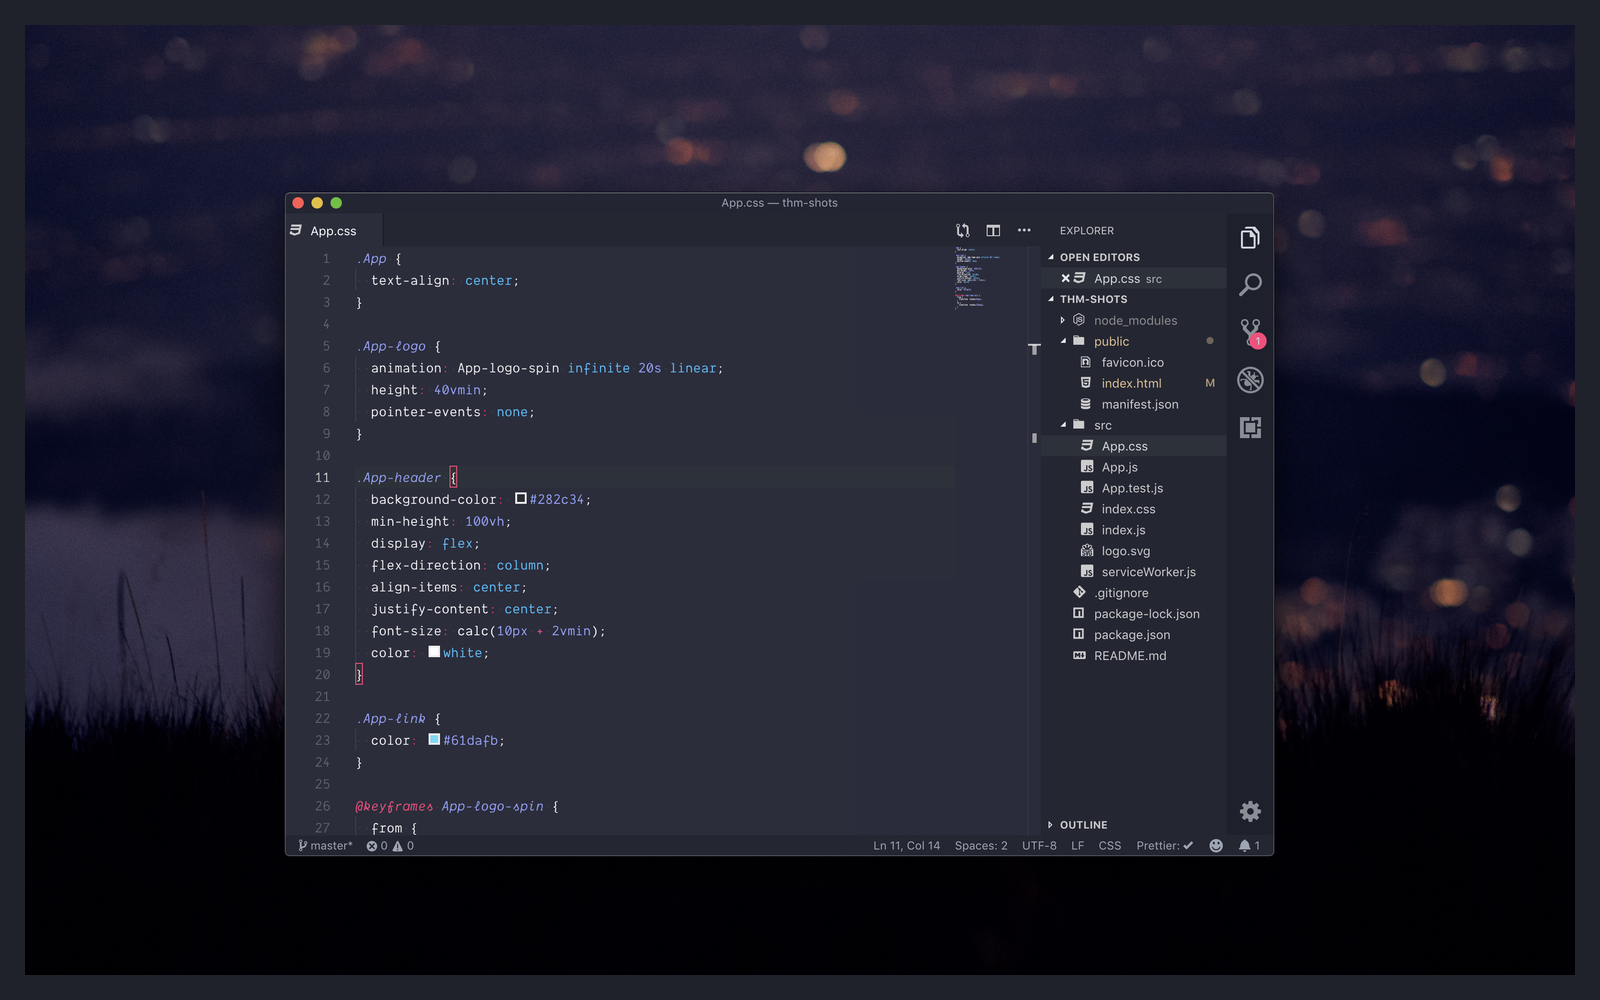 App.css — thm-shots
App.css
1 .App {
2 text-align: center;
3 }
4
5 .App-logo {
6 animation: App-logo-spin infinite 20s linear;
7 height: 40vmin;
8 pointer-events: none;
9 }
10
11 .App-header {
12 background-color: #282c34;
13 min-height: 100vh;
14 display: flex;
15 flex-direction: column;
16 align-items: center;
17 justify-content: center;
18 font-size: calc(10px + 2vmin);
19 color: white;
20 }
21
22 .App-link {
23 color: #61dafb;
24 }
25
26 @keyframes App-logo-spin {
27 from {
EXPLORER
OPEN EDITORS
App.css src
THM-SHOTS
node_modules
public
favicon.ico
index.html M
manifest.json
src
App.css
JS App.js
JS App.test.js
index.css
JS index.js
logo.svg
JS serviceWorker.js
.gitignore
package-lock.json
package.json
README.md
OUTLINE
1
master* 0 0
Ln 11, Col 14 Spaces: 2 UTF-8 LF CSS Prettier: ✓ 1